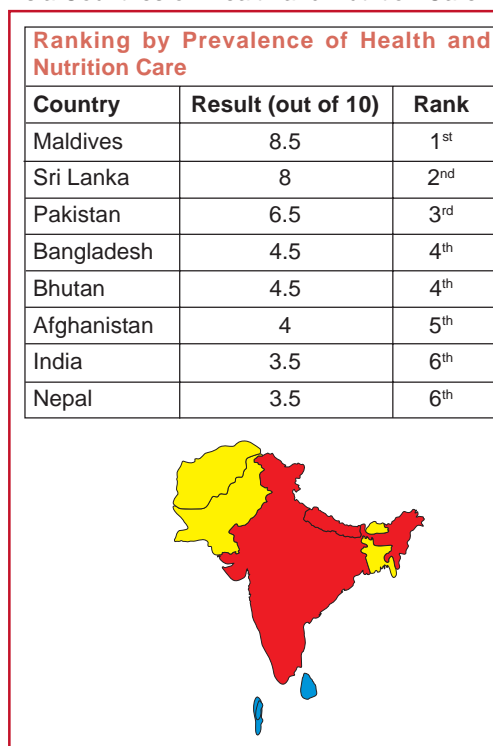 Ranking by Prevalence of Health and
Nutrition Care
Country Result (out of 10) Rank
Maldives 8.5 1st
Sri Lanka 8 2nd
Pakistan 6.5 3rd
Bangladesh 4.5 4th
Bhutan 4.5 4th
Afghanistan 4 5th
India 3.5 6th
Nepal 3.5 6th